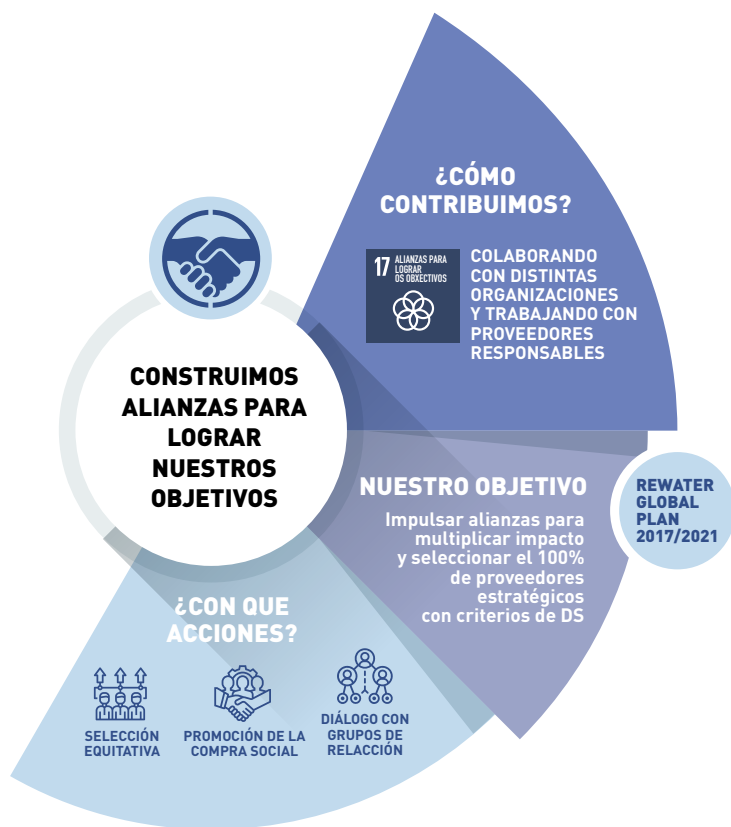 ¿CÓMO
CONTRIBUIMOS?
17 ALIANZAS PARA
LOGRAR
OS OBXECTIVOS
COLABORANDO
CON DISTINTAS
ORGANIZACIONES
Y TRABAJANDO CON
PROVEEDORES
RESPONSABLES
CONSTRUIMOS
ALIANZAS PARA
LOGRAR
NUESTROS
OBJETIVOS
NUESTRO OBJETIVO
Impulsar alianzas para
multiplicar impacto
y seleccionar el 100%
de proveedores
estratégicos
con criterios de DS
REWATER
GLOBAL
PLAN
2017/2021
¿CON QUE
ACCIONES?
SELECCIÓN
EQUITATIVA
PROMOCIÓN DE LA
COMPRA SOCIAL
DIÁLOGO CON
GRUPOS DE
RELACCIÓN